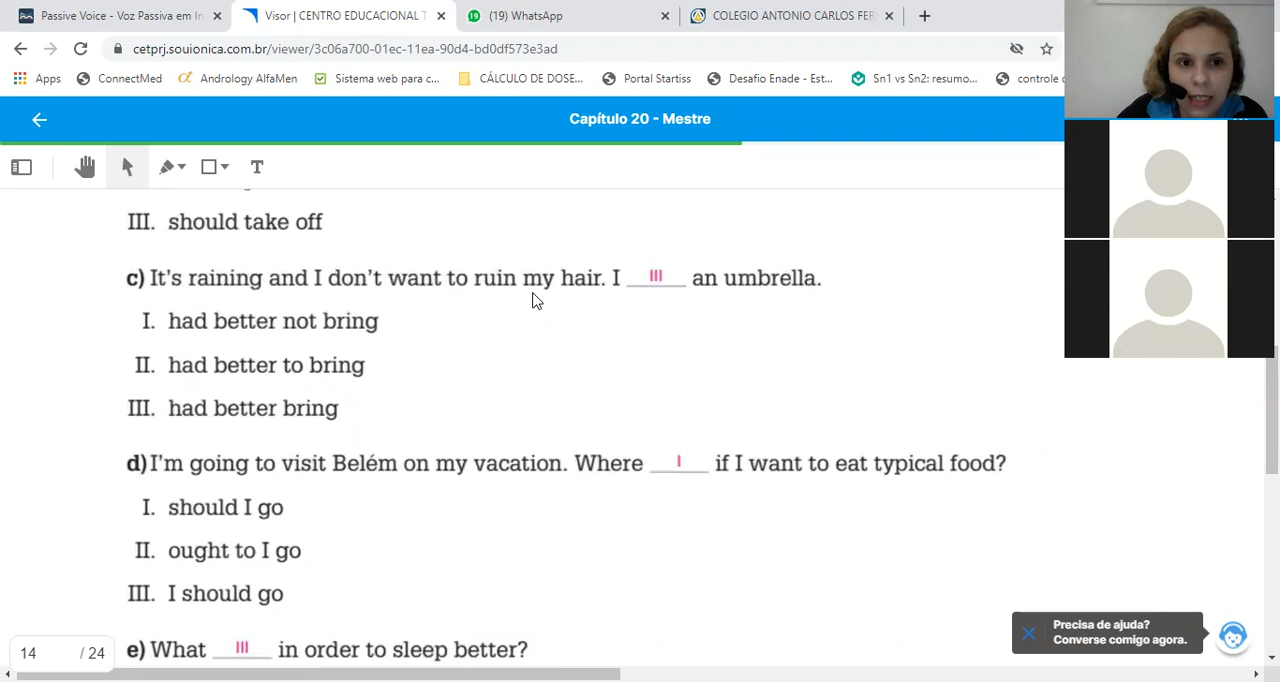 Passive Voice - Voz Passiva em In
Visor | CENTRO EDUCACIONAL T
(19) WhatsApp
COLEGIO ANTONIO CARLOS FER
cetprj.souionica.com.br/viewer/3c06a700-01ec-11ea-90d4-bd0df573e3ad
Apps
ConnectMed
Andrology AlfaMen
Sistema web para c...
CÁLCULO DE DOSE...
Portal Startiss
Desafio Enade - Est...
Sn1 vs Sn2: resumo...
controle c
Capítulo 20 - Mestre
III. should take off
c) It's raining and I don't want to ruin my hair. I III an umbrella.
I. had better not bring
II. had better to bring
III. had better bring
d) I'm going to visit Belém on my vacation. Where I if I want to eat typical food?
I. should I go
II. ought to I go
III. I should go
e) What III in order to sleep better?
Precisa de ajuda?
Converse comigo agora.
14 / 24